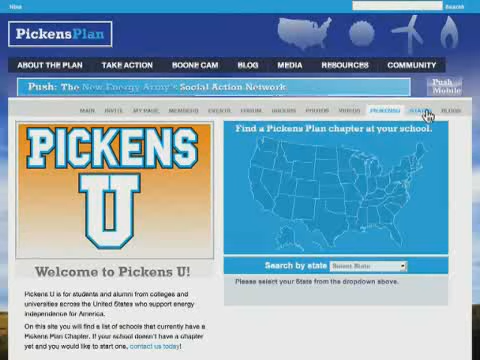 Search
PickensPlan
ABOUT THE PLAN TAKE ACTION BOONE CAM BLOG MEDIA RESOURCES COMMUNITY
Push: The New Energy Army's Social Action Network
Push Mobile
MAIN INVITE MY PAGE MEMBERS EVENTS FORUM GROUPS PHOTOS VIDEOS PICKENS U BLOGS
PICKENS
U
Find a Pickens Plan chapter at your school.
Search by state Select State
Please select your State from the dropdown above.
Welcome to Pickens U!
Pickens U is for students and alumni from colleges and
universities across the United States who support energy
independence for America.
On this site you will find a list of schools that currently have a
Pickens Plan Chapter. If your school doesn't have a chapter
yet and you would like to start one, contact us today!